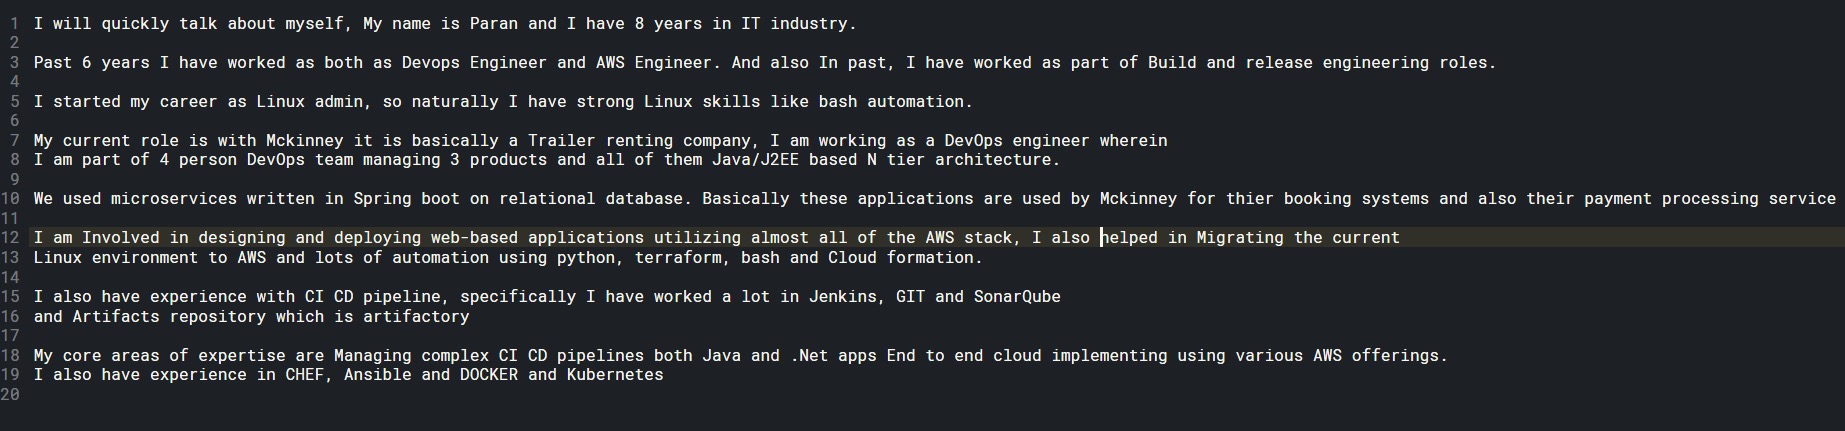 1 I will quickly talk about myself, My name is Paran and I have 8 years in IT industry.
2
3 Past 6 years I have worked as both as Devops Engineer and AWS Engineer. And also In past, I have worked as part of Build and release engineering roles.
4
5 I started my career as Linux admin, so naturally I have strong Linux skills like bash automation.
6
7 My current role is with Mckinney it is basically a Trailer renting company, I am working as a DevOps engineer wherein
8 I am part of 4 person DevOps team managing 3 products and all of them Java/J2EE based N tier architecture.
9
10 We used microservices written in Spring boot on relational database. Basically these applications are used by Mckinney for thier booking systems and also their payment processing service
11
12 I am Involved in designing and deploying web-based applications utilizing almost all of the AWS stack, I also helped in Migrating the current
13 Linux environment to AWS and lots of automation using python, terraform, bash and Cloud formation.
14
15 I also have experience with CI CD pipeline, specifically I have worked a lot in Jenkins, GIT and SonarQube
16 and Artifacts repository which is artifactory
17
18 My core areas of expertise are Managing complex CI CD pipelines both Java and .Net apps End to end cloud implementing using various AWS offerings.
19 I also have experience in CHEF, Ansible and DOCKER and Kubernetes
20